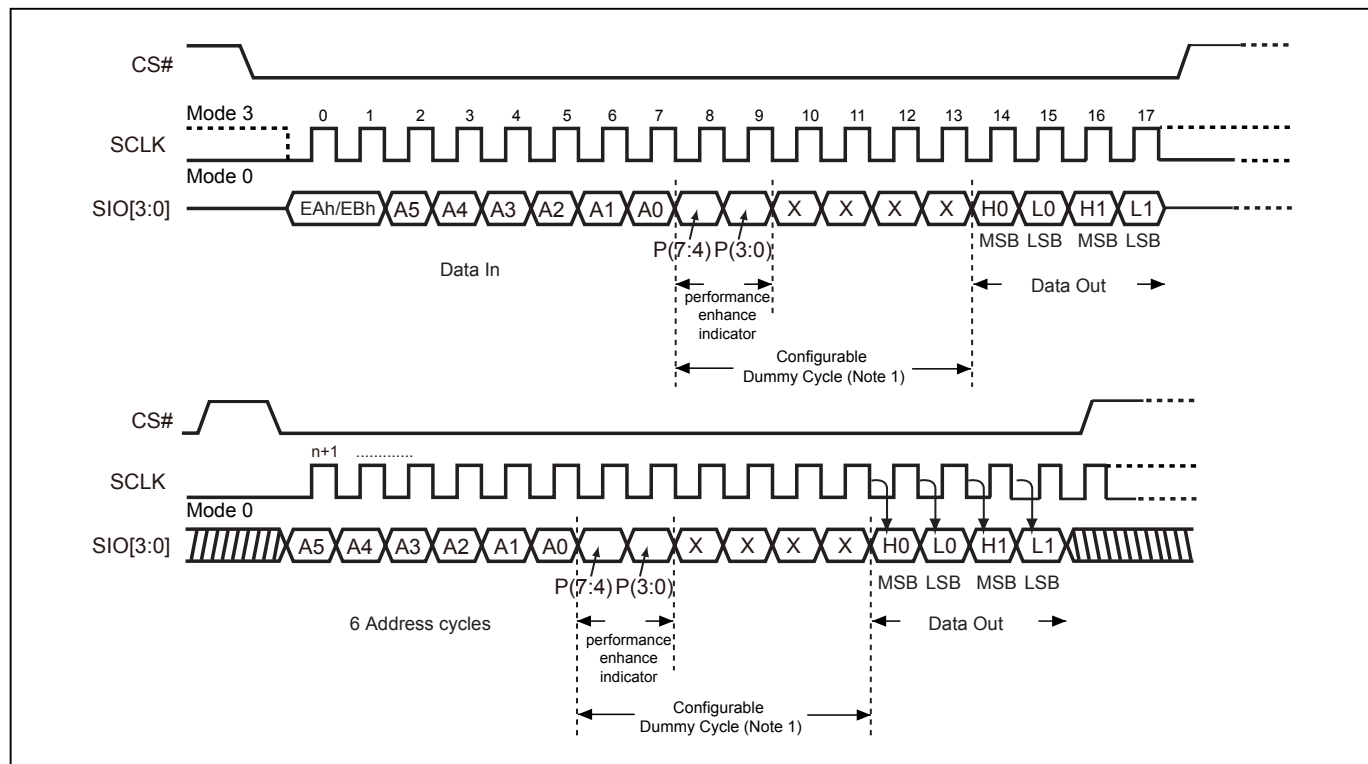 CS#
Mode 3
0 1 2 3 4 5 6 7 8 9 10 11 12 13 14 15 16 17
SCLK
Mode 0
SIO[3:0] EAh/EBh A5 A4 A3 A2 A1 A0 X X X X H0 L0 H1 L1
P(7:4) P(3:0) MSB LSB MSB LSB
Data In Data Out
performance
enhance
indicator
Configurable
Dummy Cycle (Note 1)
CS#
n+1 .............
SCLK
Mode 0
SIO[3:0] A5 A4 A3 A2 A1 A0 X X X X H0 L0 H1 L1
P(7:4) P(3:0) MSB LSB MSB LSB
6 Address cycles Data Out
performance
enhance
indicator
Configurable
Dummy Cycle (Note 1)